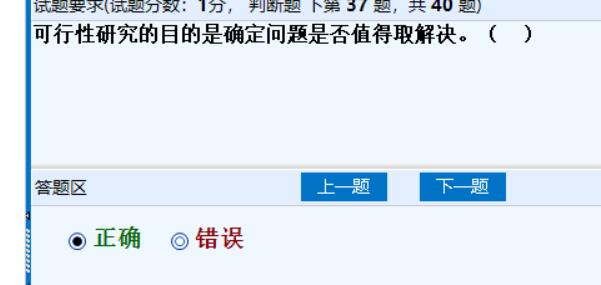 试题要求(试题分数：1分， 判断题 下第 37 题，共 40 题)
可行性研究的目的是确定问题是否值得取解决。（ ）
答题区
上一题
下一题
正确
错误